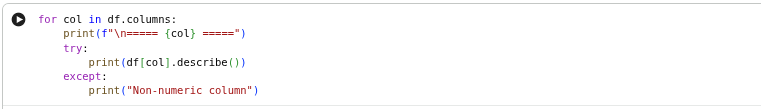 for col in df.columns:
    print(f"\n===== {col} =====")
    try:
        print(df[col].describe())
    except:
        print("Non-numeric column")